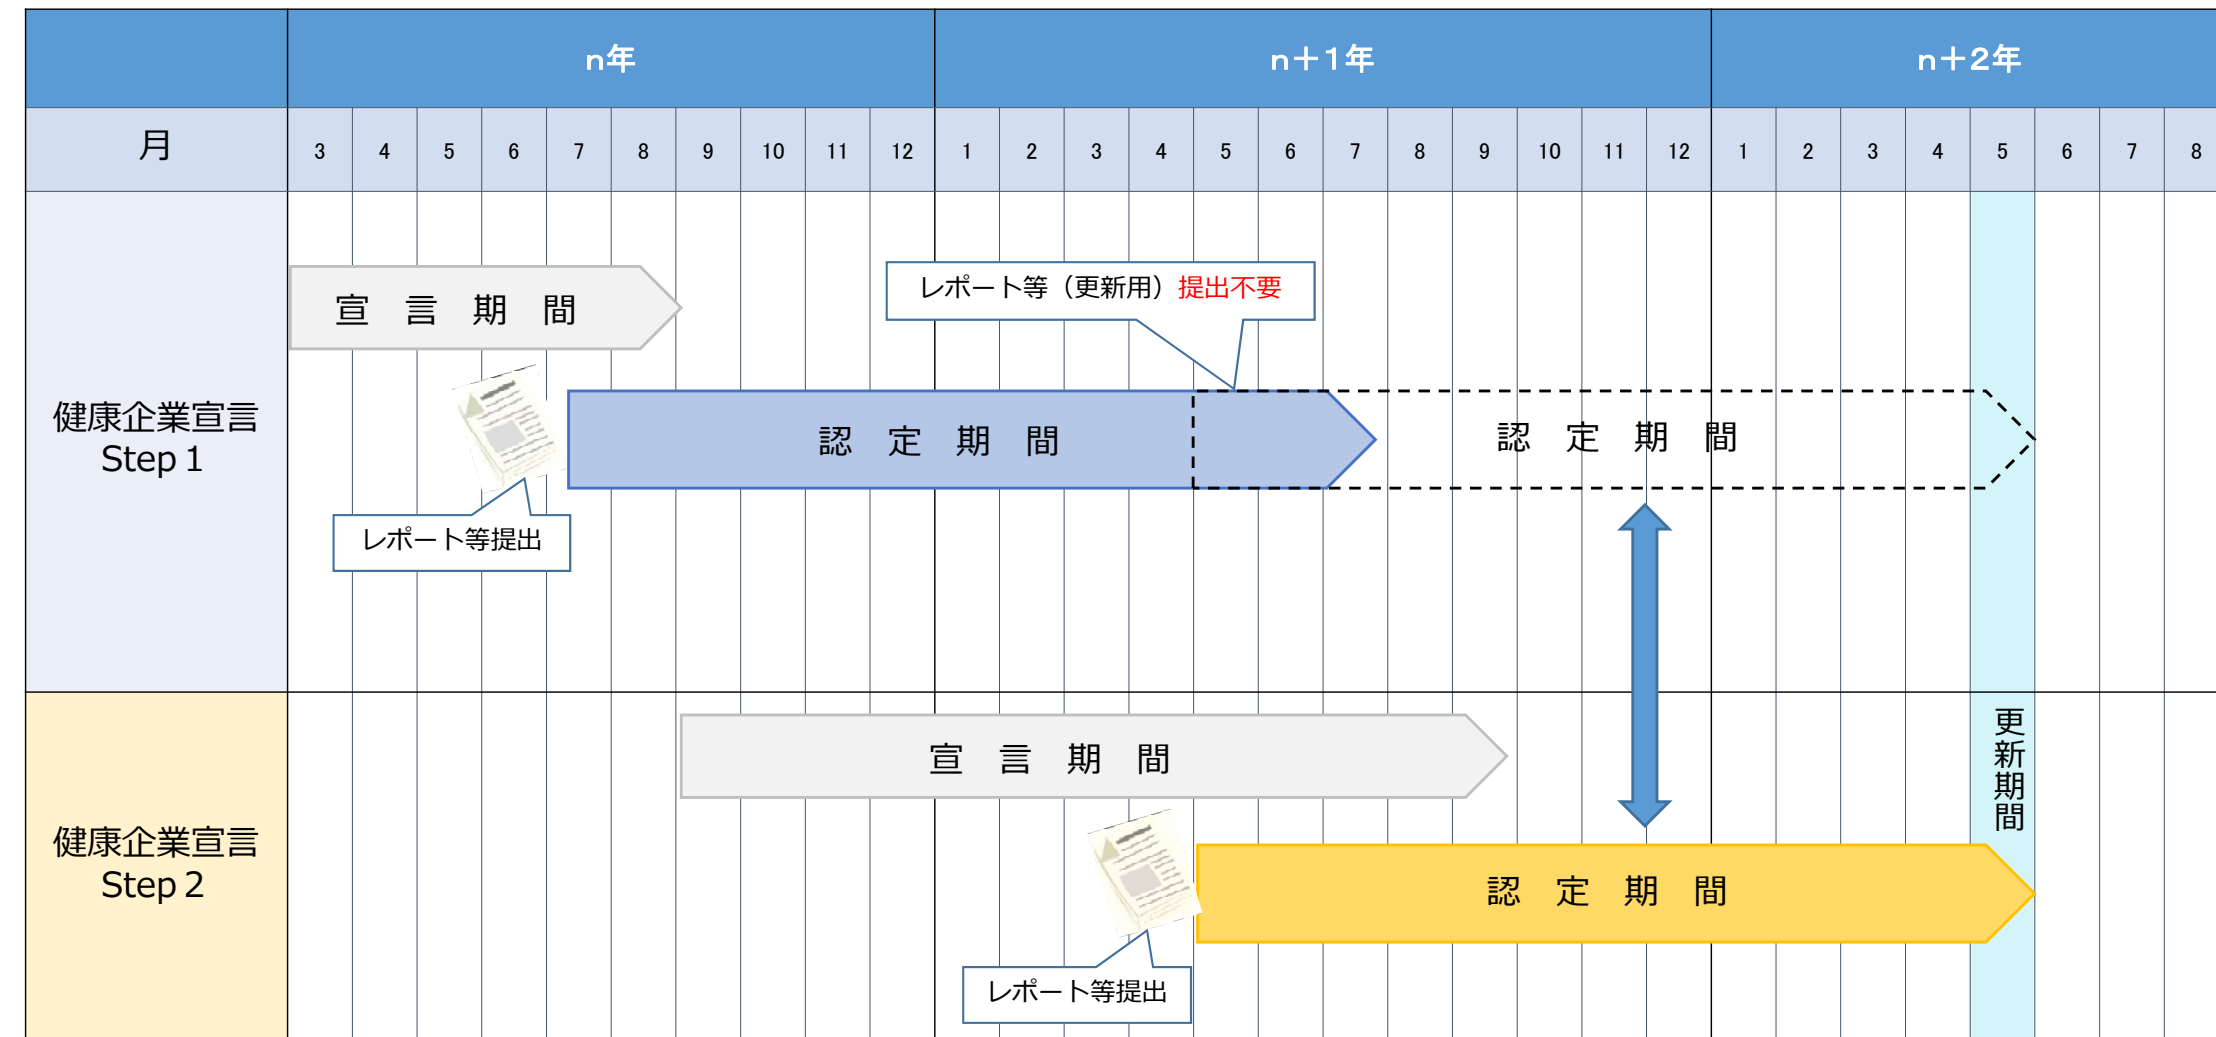 n年 n＋1年 n＋2年
月 3 4 5 6 7 8 9 10 11 12 1 2 3 4 5 6 7 8 9 10 11 12 1 2 3 4 5 6 7 8
レポート等（更新用）提出不要
宣言期間
健康企業宣言
Step１
認定期間 認定期間
レポート等提出
宣言期間
更新期間
健康企業宣言
Step２
認定期間
レポート等提出